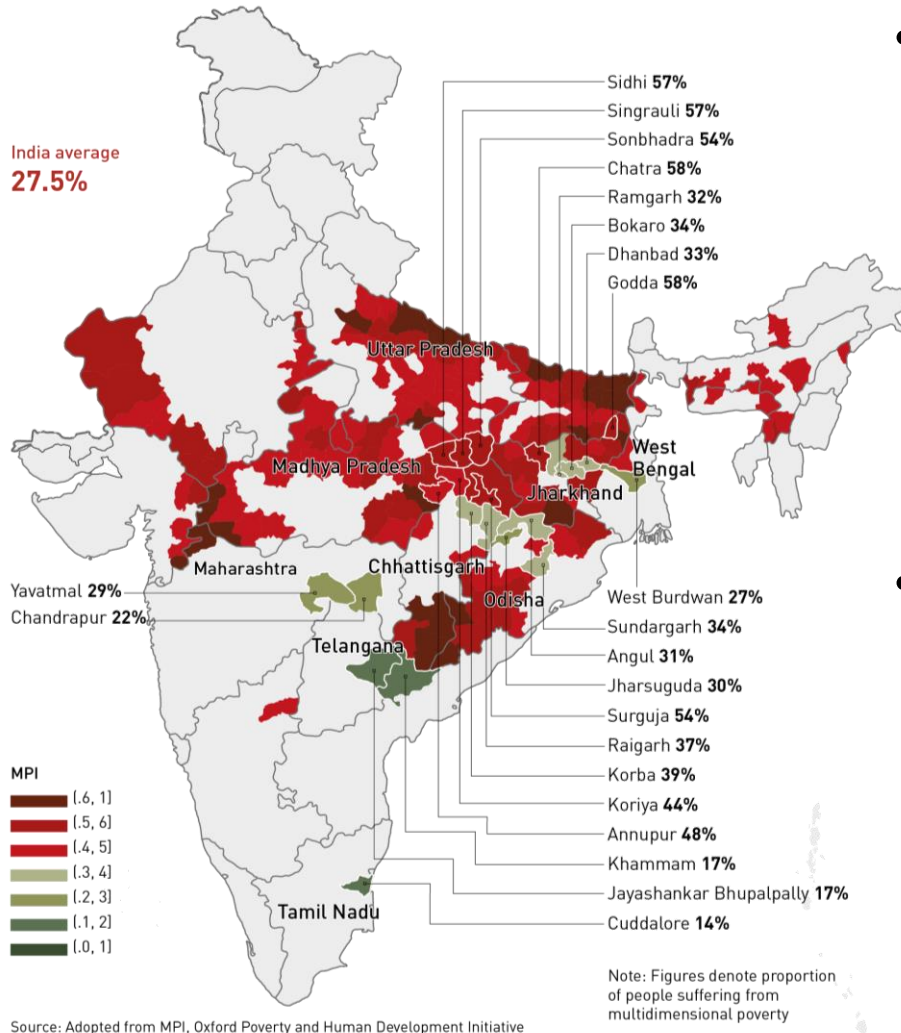 Sidhi 57%
Singrauli 57%
Sonbhadra 54%
Chatra 58%
Ramgarh 32%
Bokaro 34%
Dhanbad 33%
Godda 58%
India average
27.5%
Uttar Pradesh
Madhya Pradesh
West
Bengal
Jharkhand
Maharashtra
Chhattisgarh
Odisha
Telangana
Tamil Nadu
Yavatmal 29%
Chandrapur 22%
West Burdwan 27%
Sundargarh 34%
Angul 31%
Jharsuguda 30%
Surguja 54%
Raigarh 37%
Korba 39%
Koriya 44%
Annupur 48%
Khammam 17%
Jayashankar Bhupalpally 17%
Cuddalore 14%
MPI
(.6, 1]
(.5, 6]
(.4, 5]
(.3, 4]
(.2, 3]
(.1, 2]
(.0, 1]
Note: Figures denote proportion
of people suffering from
multidimensional poverty
Source: Adopted from MPI, Oxford Poverty and Human Development Initiative